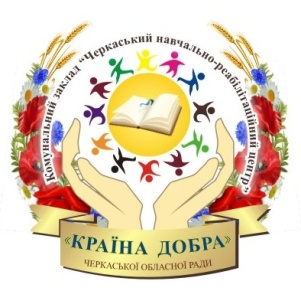 Комунальний заклад "Черкаський навчально-реабілітаційний центр"
«КРАЇНА ДОБРА»
ЧЕРКАСЬКОЇ ОБЛАСНОЇ РАДИ